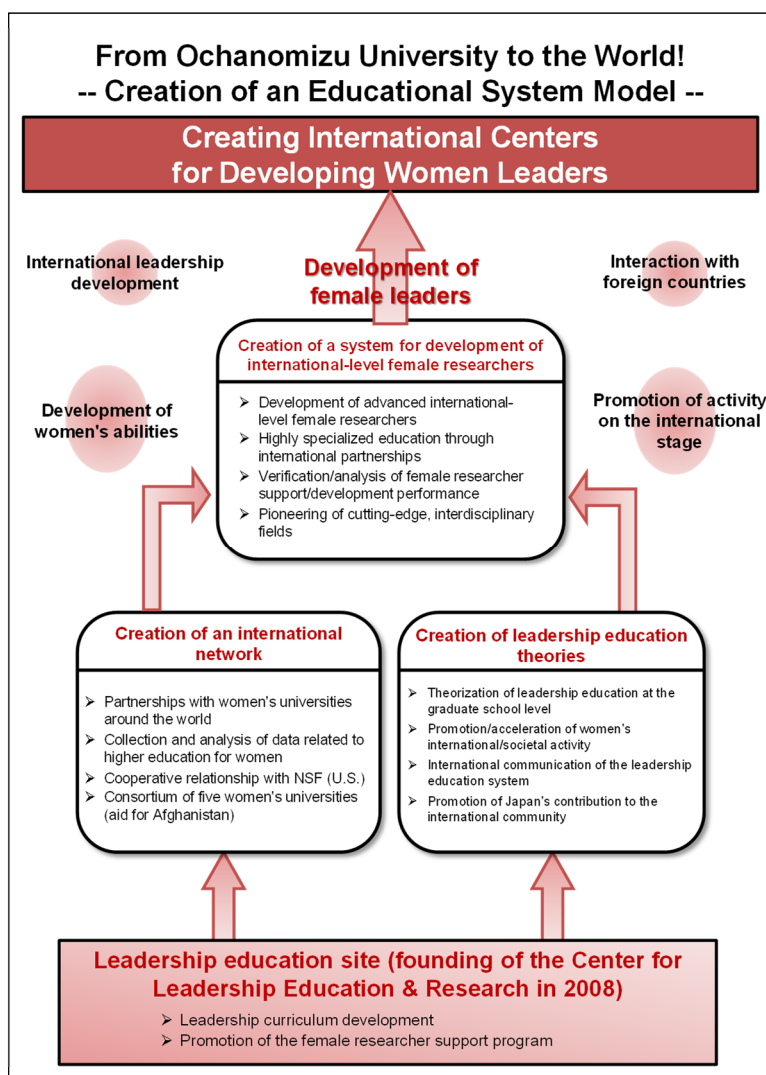 From Ochanomizu University to the World!
-- Creation of an Educational System Model --
Creating International Centers
for Developing Women Leaders
International leadership
development
Development of
female leaders
Interaction with
foreign countries
Creation of a system for development of
international-level female researchers
➢ Development of advanced international-
level female researchers
➢ Highly specialized education through
international partnerships
➢ Verification/analysis of female researcher
support/development performance
➢ Pioneering of cutting-edge, interdisciplinary
fields
Development of
women's abilities
Promotion of activity
on the international
stage
Creation of an international
network
➢ Partnerships with women's universities
around the world
➢ Collection and analysis of data related to
higher education for women
➢ Cooperative relationship with NSF (U.S.)
➢ Consortium of five women's universities
(aid for Afghanistan)
Creation of leadership education
theories
➢ Theorization of leadership education at the
graduate school level
➢ Promotion/acceleration of women's
international/societal activity
➢ International communication of the leadership
education system
➢ Promotion of Japan's contribution to the
international community
Leadership education site (founding of the Center for
Leadership Education & Research in 2008)
➢ Leadership curriculum development
➢ Promotion of the female researcher support program